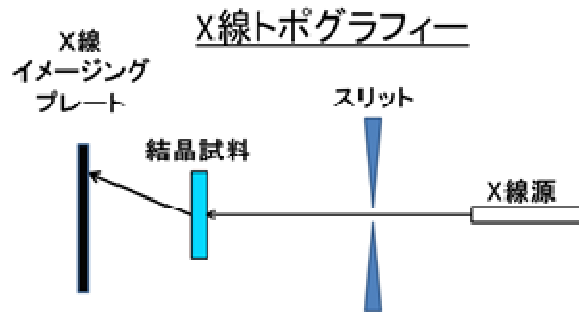 X線トポグラフィー
X線
イメージング
プレート
スリット
結晶試料
X線源